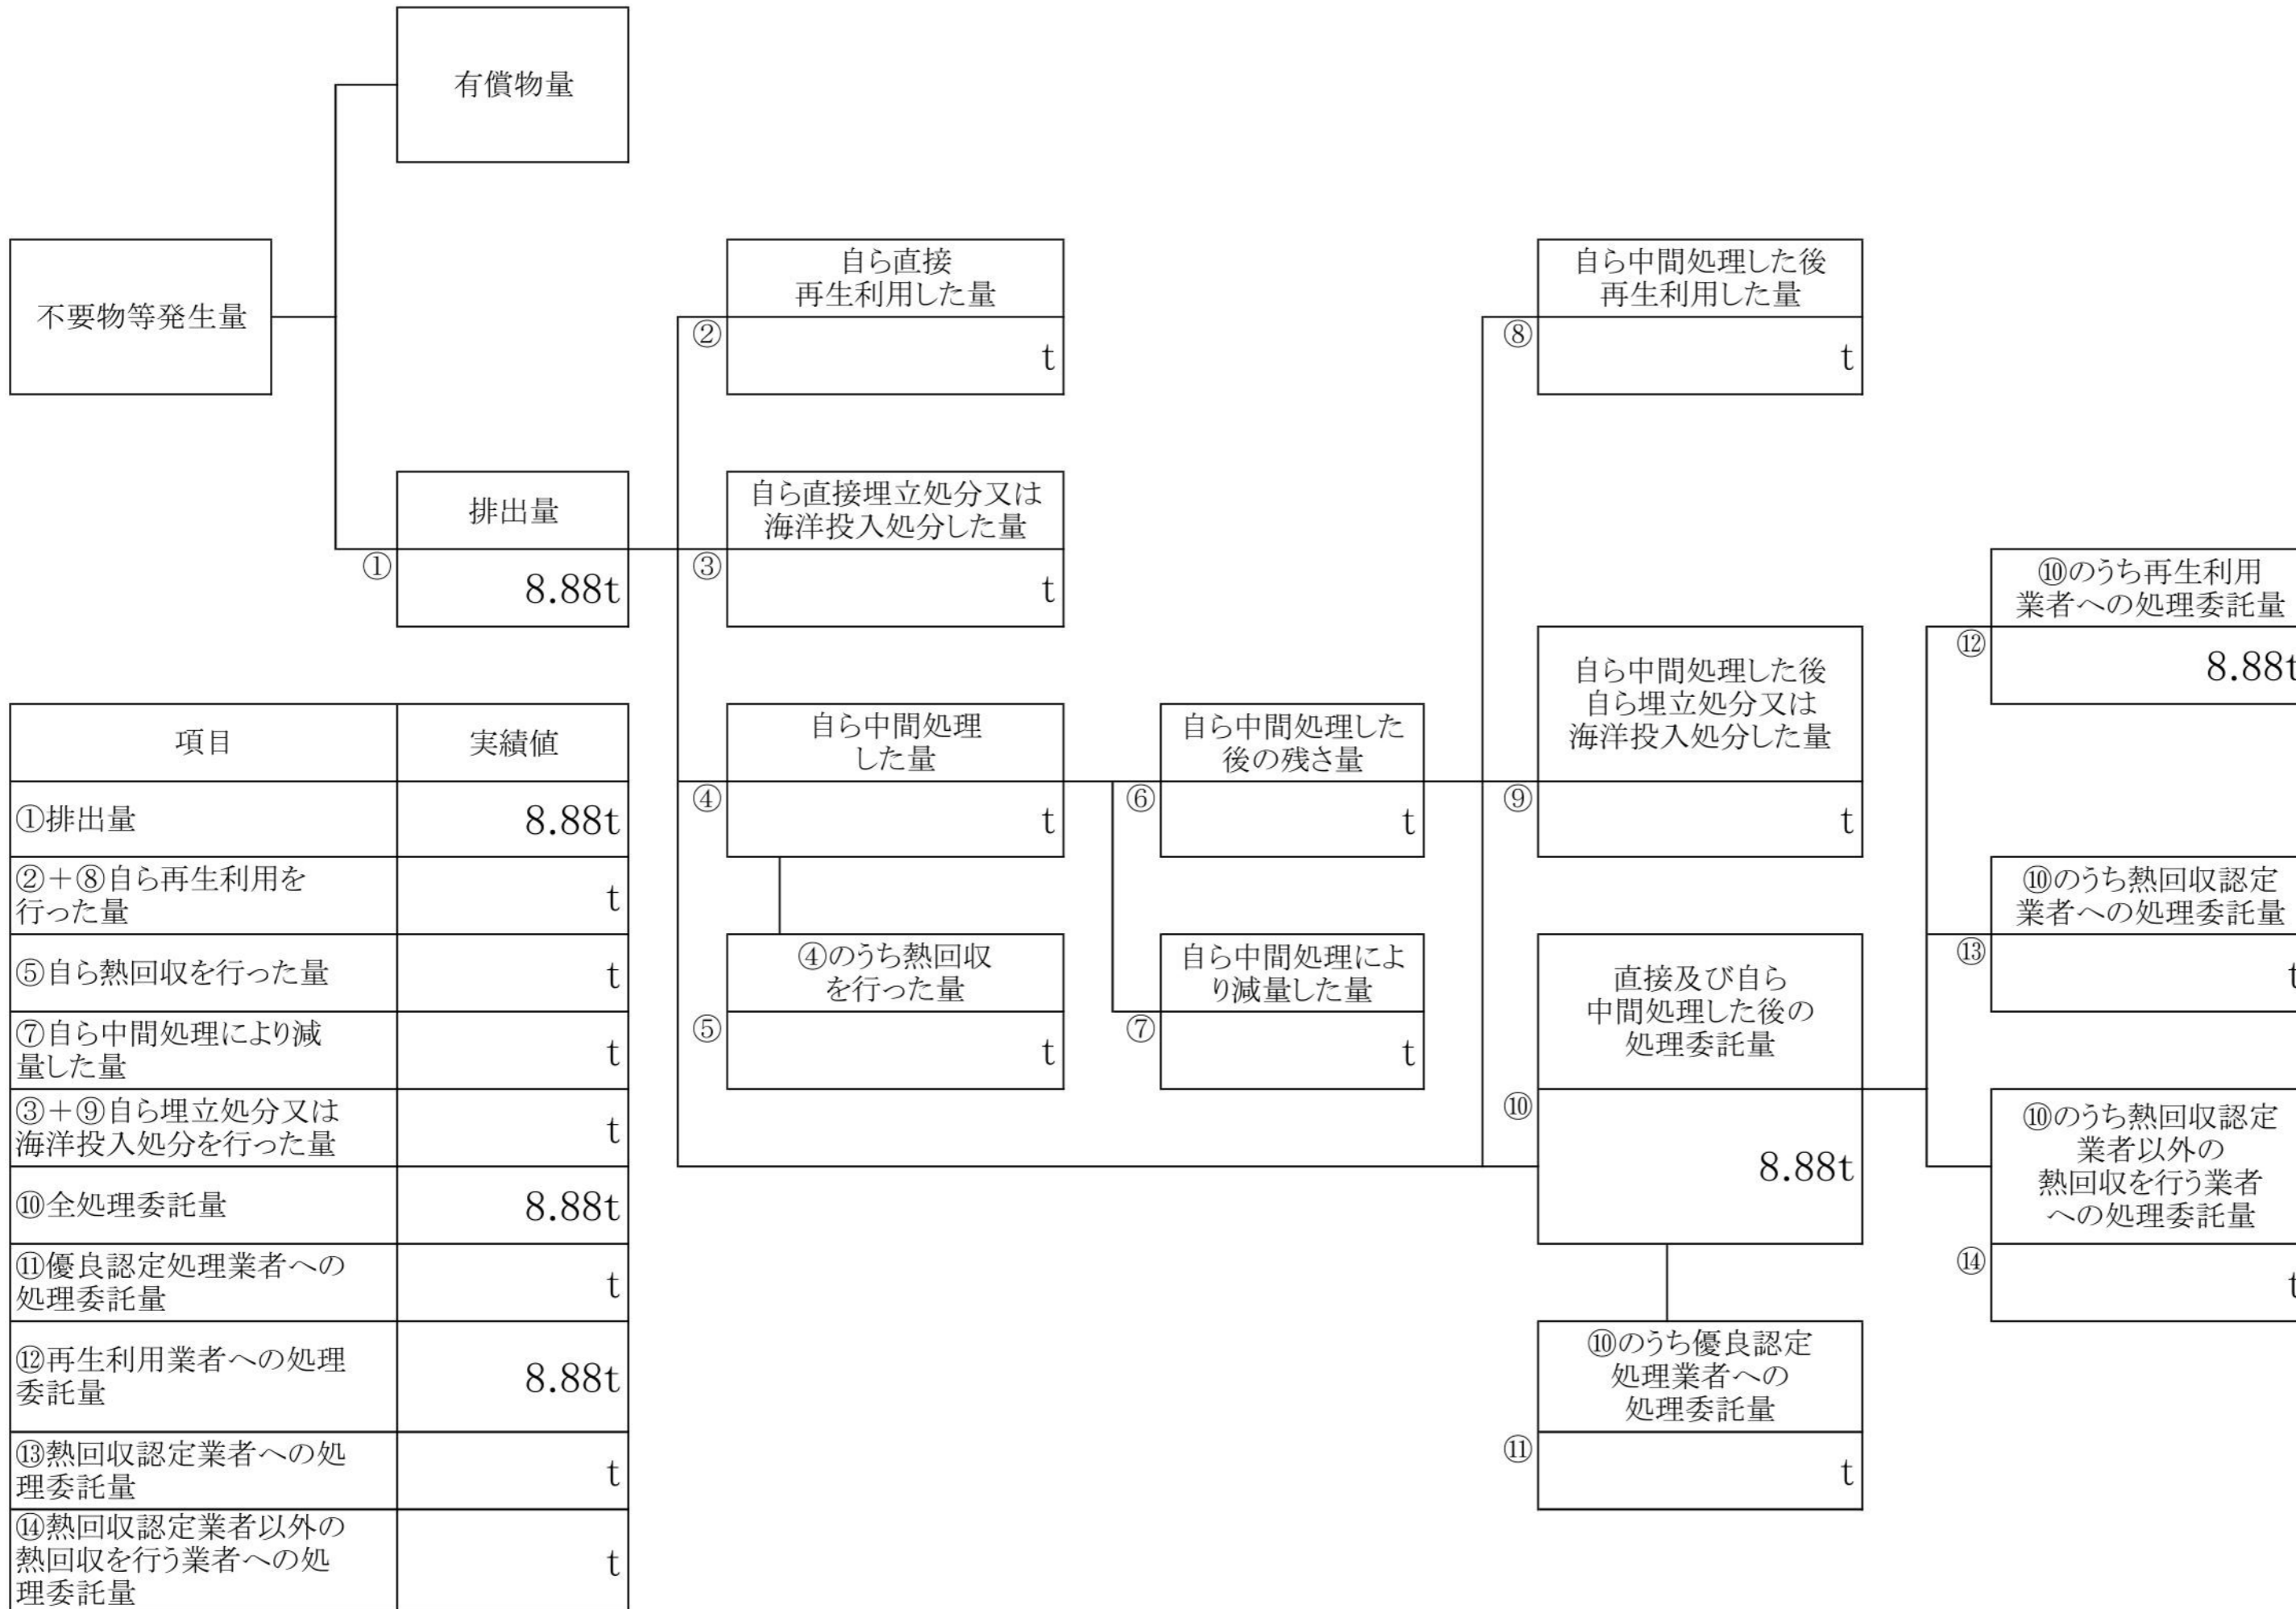 有償物量
不要物等発生量
自ら直接
再生利用した量
②
t
自ら中間処理した後
再生利用した量
⑧
t
排出量
①
8.88t
自ら直接埋立処分又は
海洋投入処分した量
③
t
⑩のうち再生利用
業者への処理委託量
⑫
8.88t
自ら中間処理
した量
④
t
自ら中間処理した
後の残さ量
⑥
t
自ら中間処理した後
自ら埋立処分又は
海洋投入処分した量
⑨
t
⑩のうち熱回収認定
業者への処理委託量
⑬
t
④のうち熱回収
を行った量
⑤
t
自ら中間処理によ
り減量した量
⑦
t
直接及び自ら
中間処理した後の
処理委託量
⑩
8.88t
⑩のうち熱回収認定
業者以外の
熱回収を行う業者
への処理委託量
⑭
t
⑩のうち優良認定
処理業者への
処理委託量
⑪
t
項目 実績値
①排出量 8.88t
②＋⑧自ら再生利用を
行った量
t
⑤自ら熱回収を行った量 t
⑦自ら中間処理により減
量した量
t
③＋⑨自ら埋立処分又は
海洋投入処分を行った量
t
⑩全処理委託量 8.88t
⑪優良認定処理業者への
処理委託量
t
⑫再生利用業者への処理
委託量
8.88t
⑬熱回収認定業者への処
理委託量
t
⑭熱回収認定業者以外の
熱回収を行う業者への処
理委託量
t